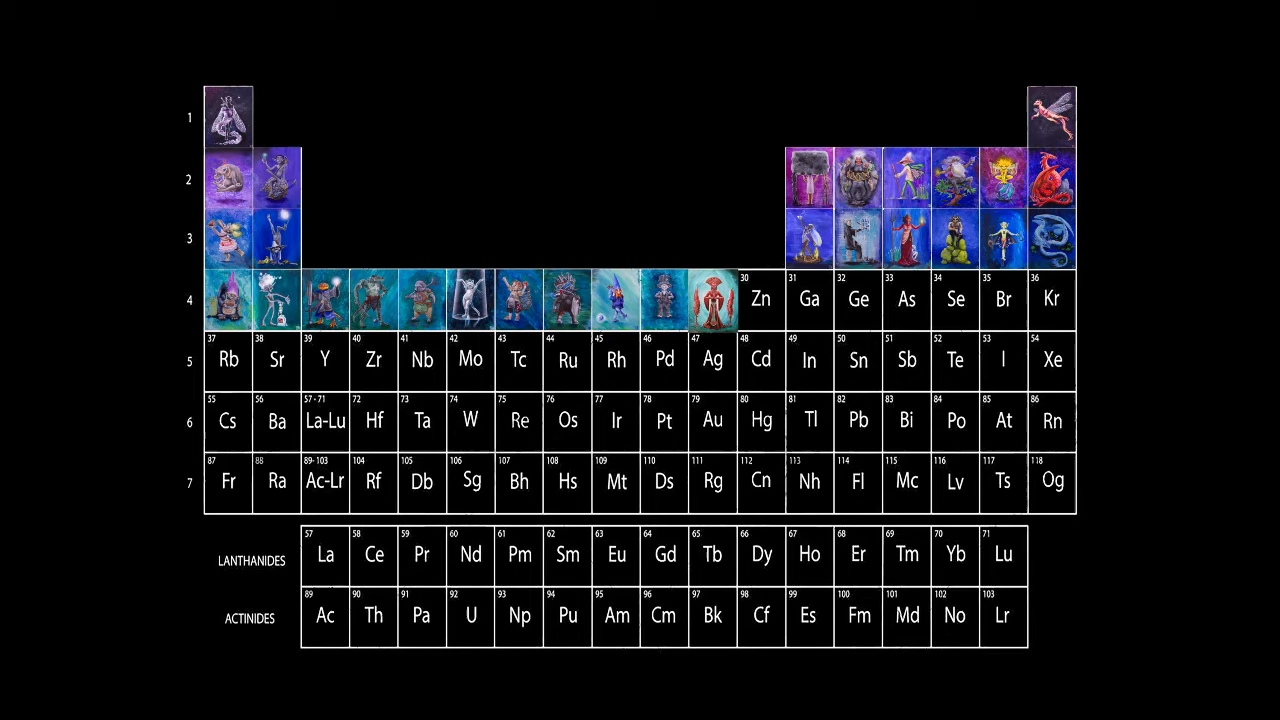 1
2
3
4 30 Zn 31 Ga 32 Ge 33 As 34 Se 35 Br 36 Kr
5 37 Rb 38 Sr 39 Y 40 Zr 41 Nb 42 Mo 43 Tc 44 Ru 45 Rh 46 Pd 47 Ag 48 Cd 49 In 50 Sn 51 Sb 52 Te 53 I 54 Xe
6 55 Cs 56 Ba 57-71 La-Lu 72 Hf 73 Ta 74 W 75 Re 76 Os 77 Ir 78 Pt 79 Au 80 Hg 81 Tl 82 Pb 83 Bi 84 Po 85 At 86 Rn
7 87 Fr 88 Ra 89-103 Ac-Lr 104 Rf 105 Db 106 Sg 107 Bh 108 Hs 109 Mt 110 Ds 111 Rg 112 Cn 113 Nh 114 Fl 115 Mc 116 Lv 117 Ts 118 Og
LANTHANIDES 57 La 58 Ce 59 Pr 60 Nd 61 Pm 62 Sm 63 Eu 64 Gd 65 Tb 66 Dy 67 Ho 68 Er 69 Tm 70 Yb 71 Lu
ACTINIDES 89 Ac 90 Th 91 Pa 92 U 93 Np 94 Pu 95 Am 96 Cm 97 Bk 98 Cf 99 Es 100 Fm 101 Md 102 No 103 Lr